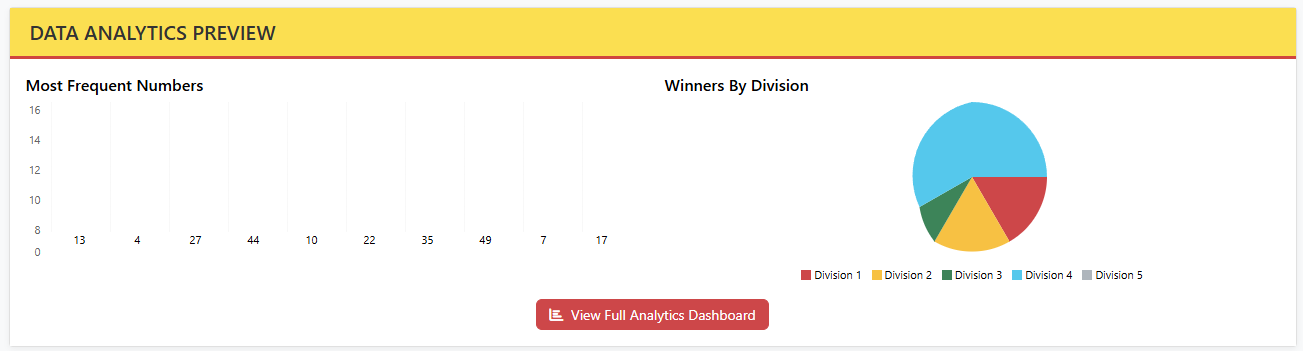 DATA ANALYTICS PREVIEW
Most Frequent Numbers
16
14
12
10
8
0
13 4 27 44 10 22 35 49 7 17
Winners By Division
Division 1 Division 2 Division 3 Division 4 Division 5
View Full Analytics Dashboard